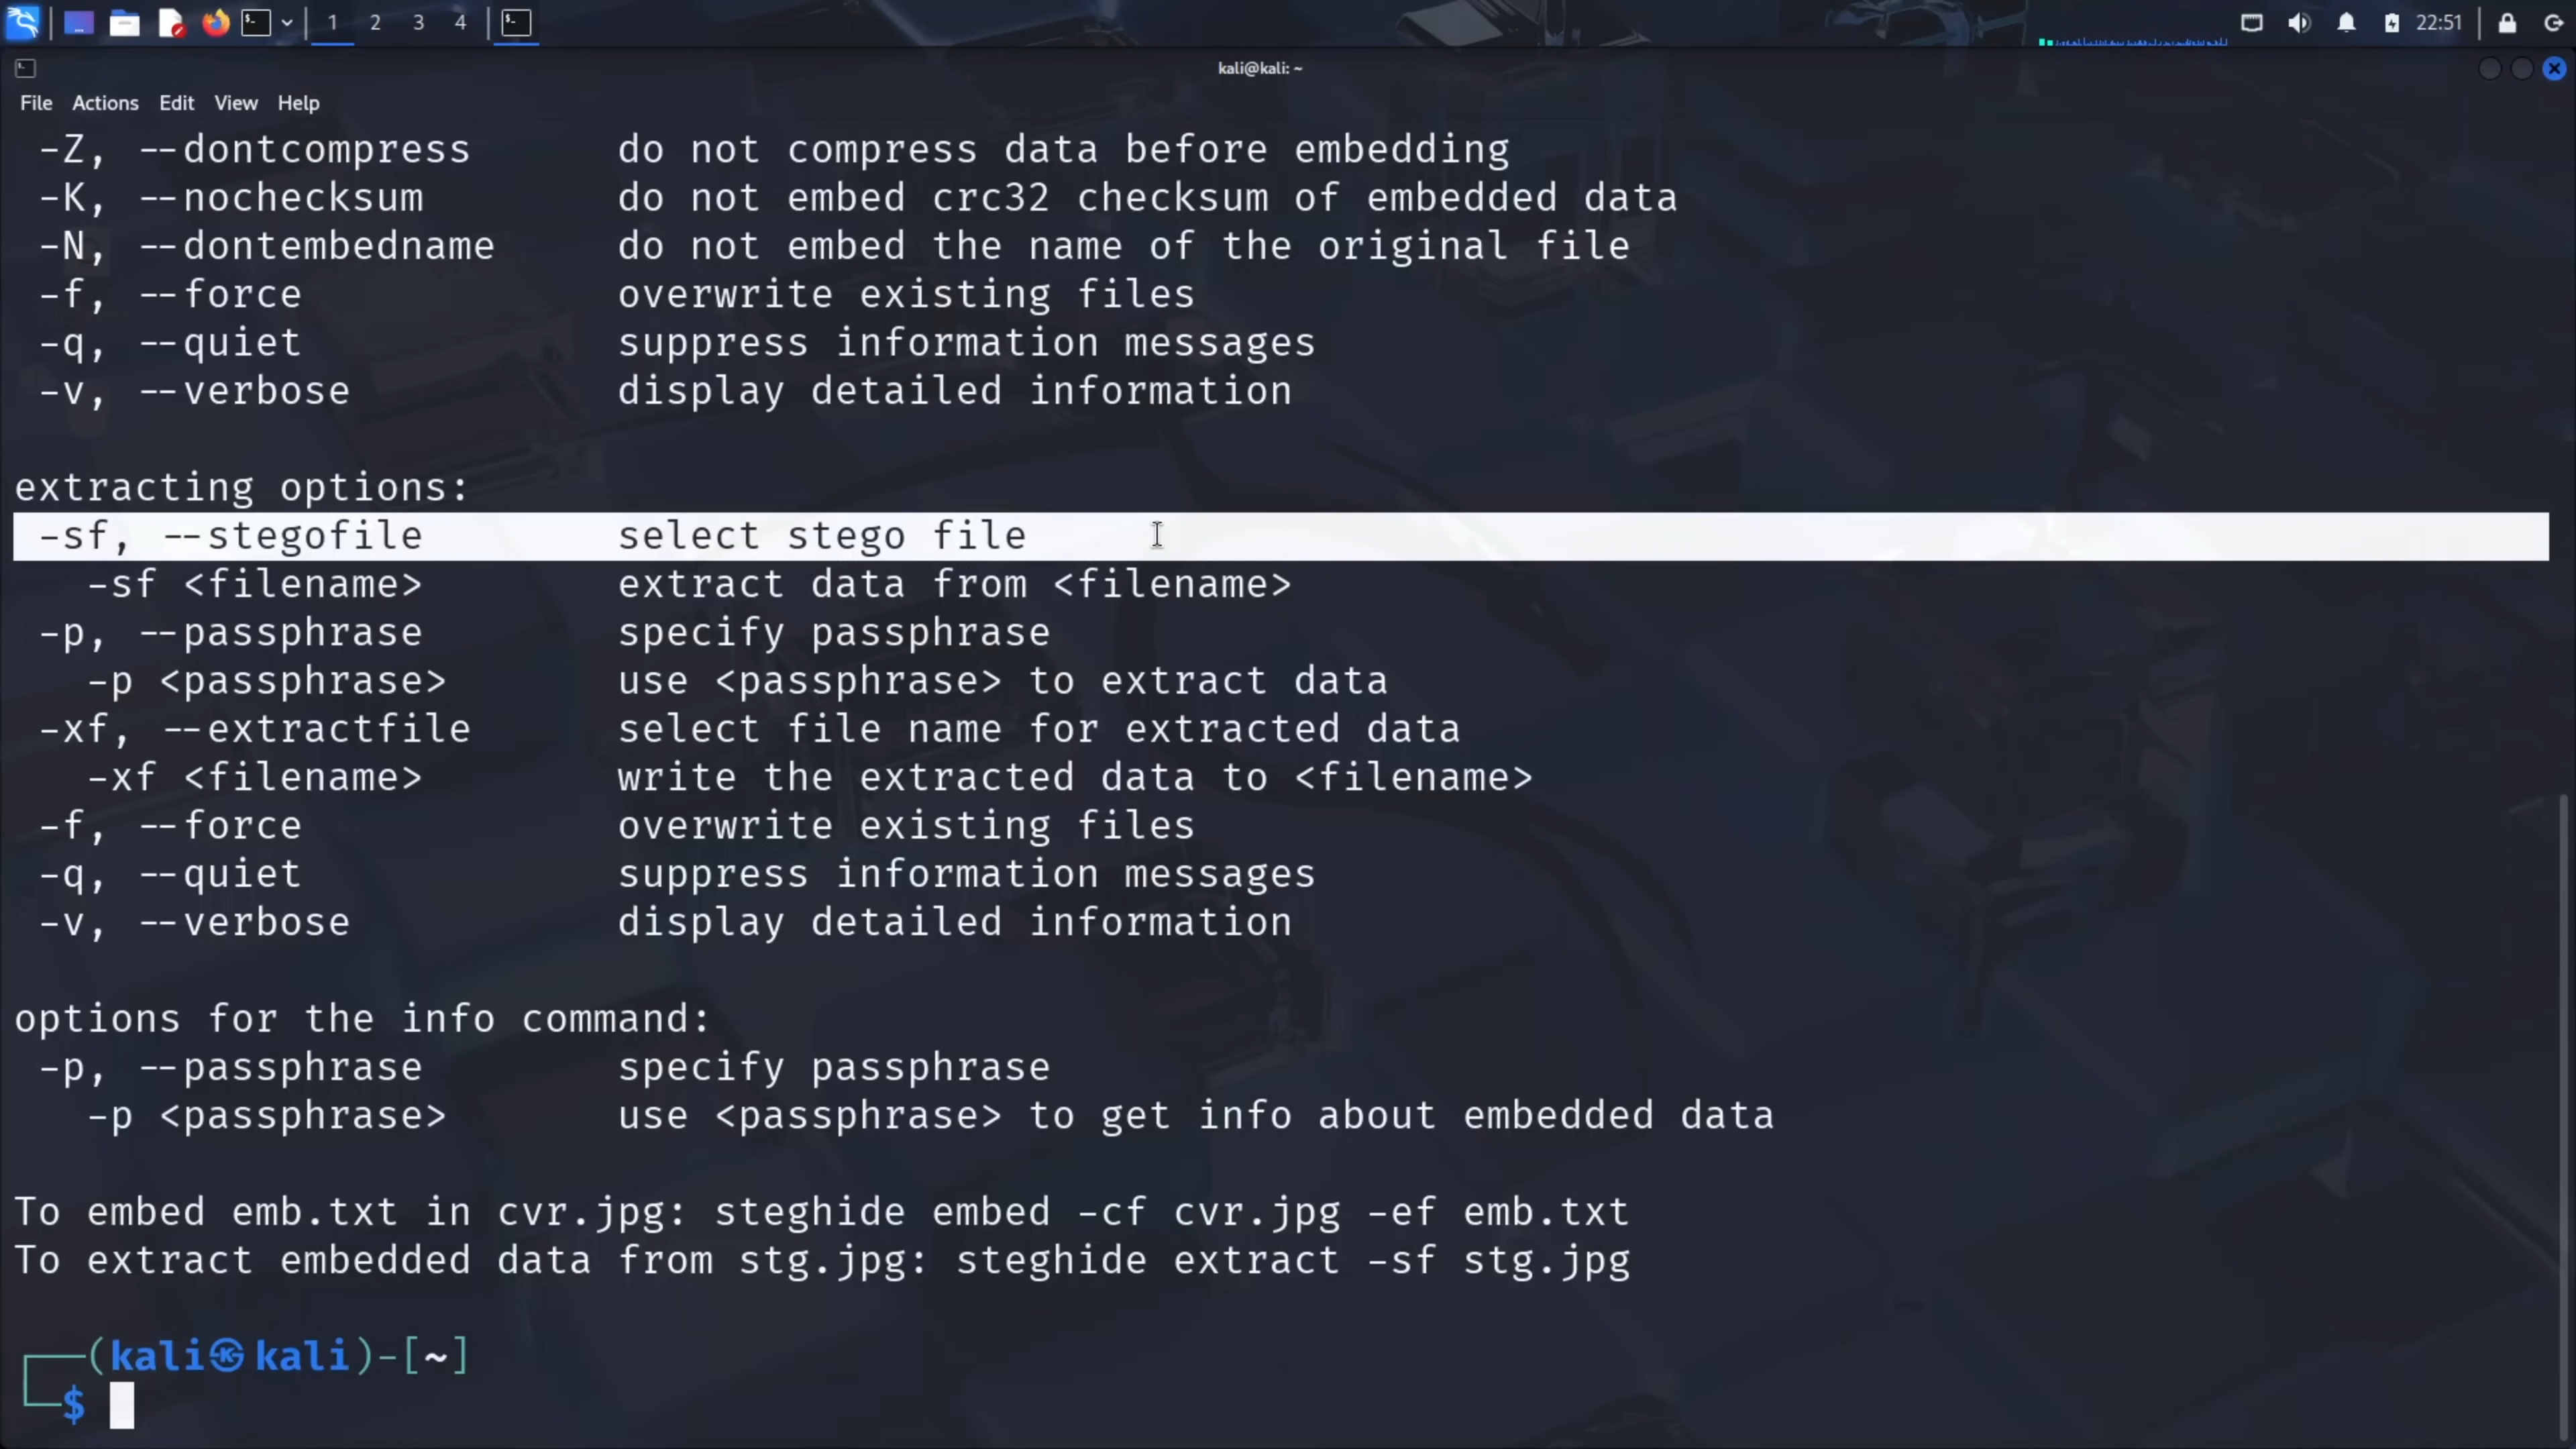 1 2 3 4 22:51
kali@kali: ~
File Actions Edit View Help
-Z, --dontcompress do not compress data before embedding
-K, --nochecksum do not embed crc32 checksum of embedded data
-N, --dontembedname do not embed the name of the original file
-f, --force overwrite existing files
-q, --quiet suppress information messages
-v, --verbose display detailed information
extracting options:
-sf, --stegofile select stego file
-sf <filename> extract data from <filename>
-p, --passphrase specify passphrase
-p <passphrase> use <passphrase> to extract data
-xf, --extractfile select file name for extracted data
-xf <filename> write the extracted data to <filename>
-f, --force overwrite existing files
-q, --quiet suppress information messages
-v, --verbose display detailed information
options for the info command:
-p, --passphrase specify passphrase
-p <passphrase> use <passphrase> to get info about embedded data
To embed emb.txt in cvr.jpg: steghide embed -cf cvr.jpg -ef emb.txt
To extract embedded data from stg.jpg: steghide extract -sf stg.jpg
┌──(kali㉿kali)-[~]
└─$